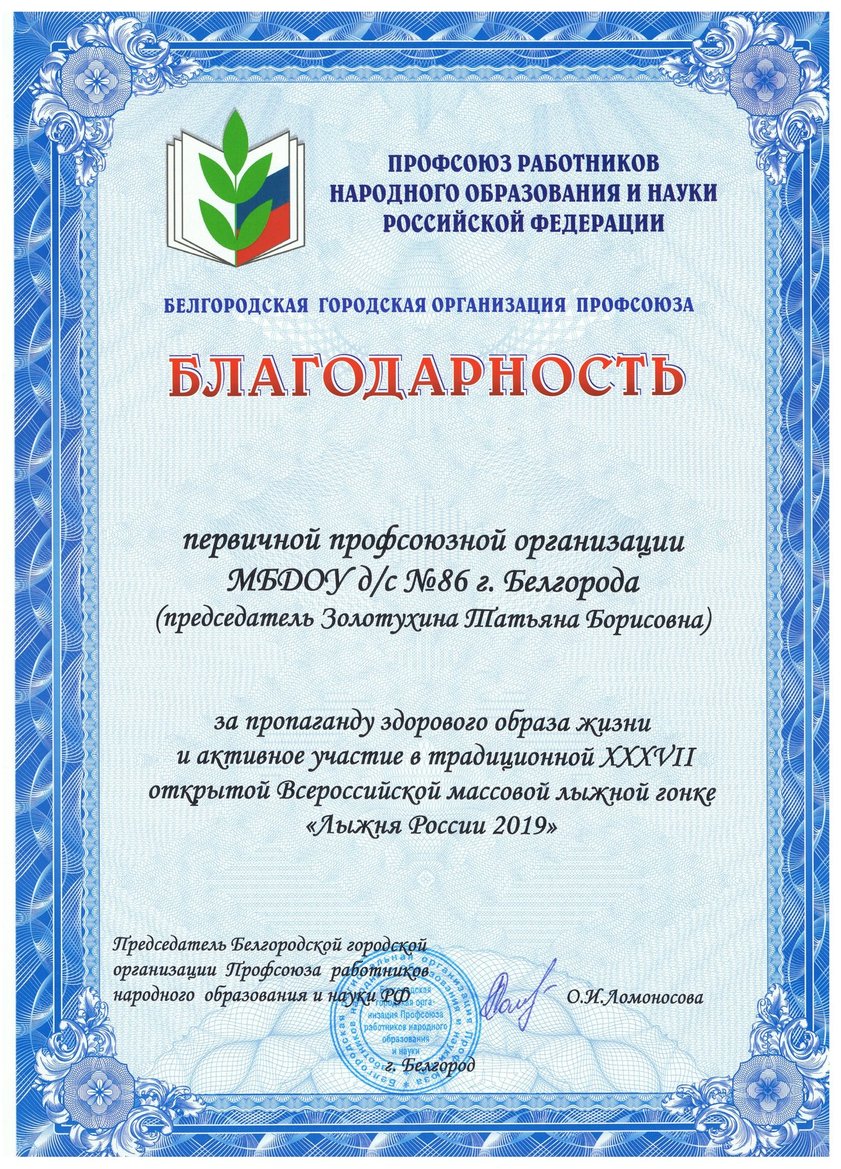 ПРОФСОЮЗ РАБОТНИКОВ
НАРОДНОГО ОБРАЗОВАНИЯ И НАУКИ
РОССИЙСКОЙ ФЕДЕРАЦИИ
БЕЛГОРОДСКАЯ ГОРОДСКАЯ ОРГАНИЗАЦИЯ ПРОФСОЮЗА
БЛАГОДАРНОСТЬ
первичной профсоюзной организации
МБДОУ д/с №86 г. Белгорода
(председатель Золотухина Татьяна Борисовна)
за пропаганду здорового образа жизни
и активное участие в традиционной XXXVII
открытой Всероссийской массовой лыжной гонке
«Лыжня России 2019»
Председатель Белгородской городской
организации Профсоюза работников
народного образования и науки РФ
О.И.Ломоносова
городская орга-
низация Профсоюза
работников народного
образования
и науки
г. Белгород